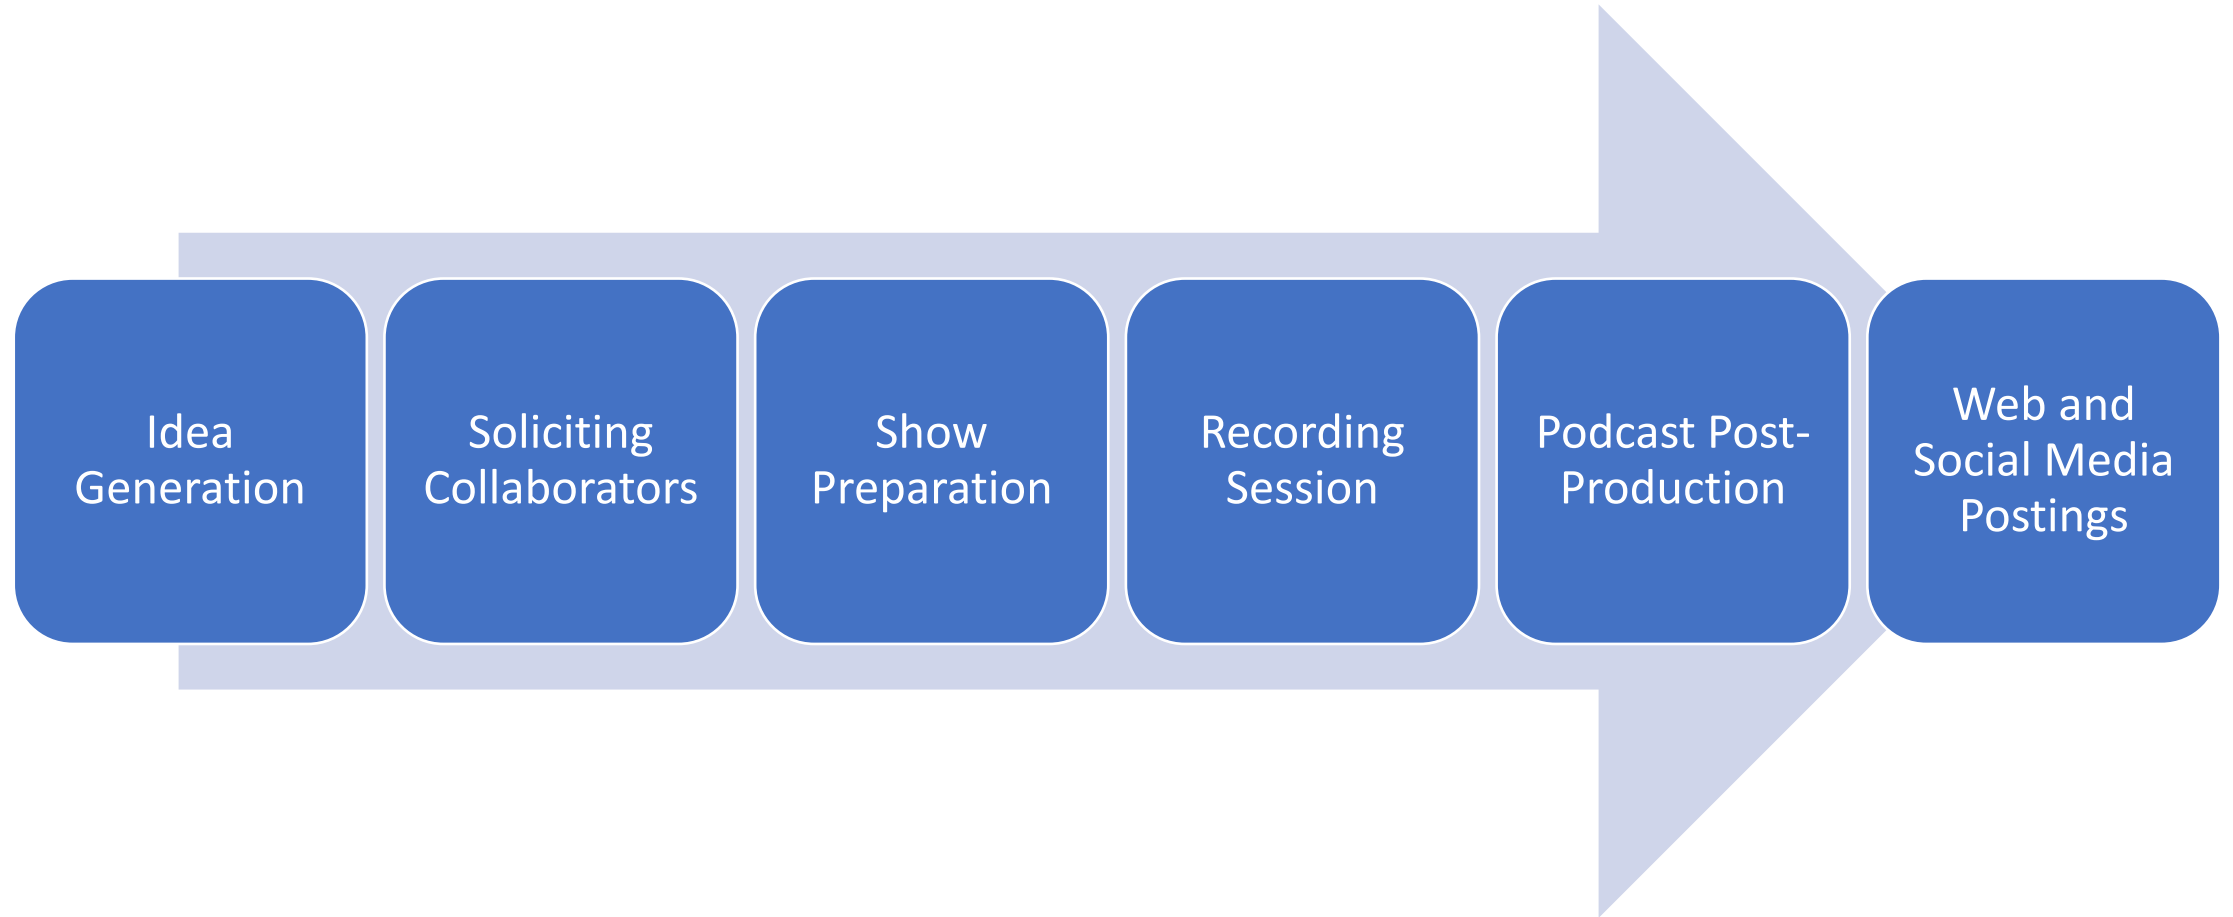 Idea
Generation
Soliciting
Collaborators
Show
Preparation
Recording
Session
Podcast Post-
Production
Web and
Social Media
Postings